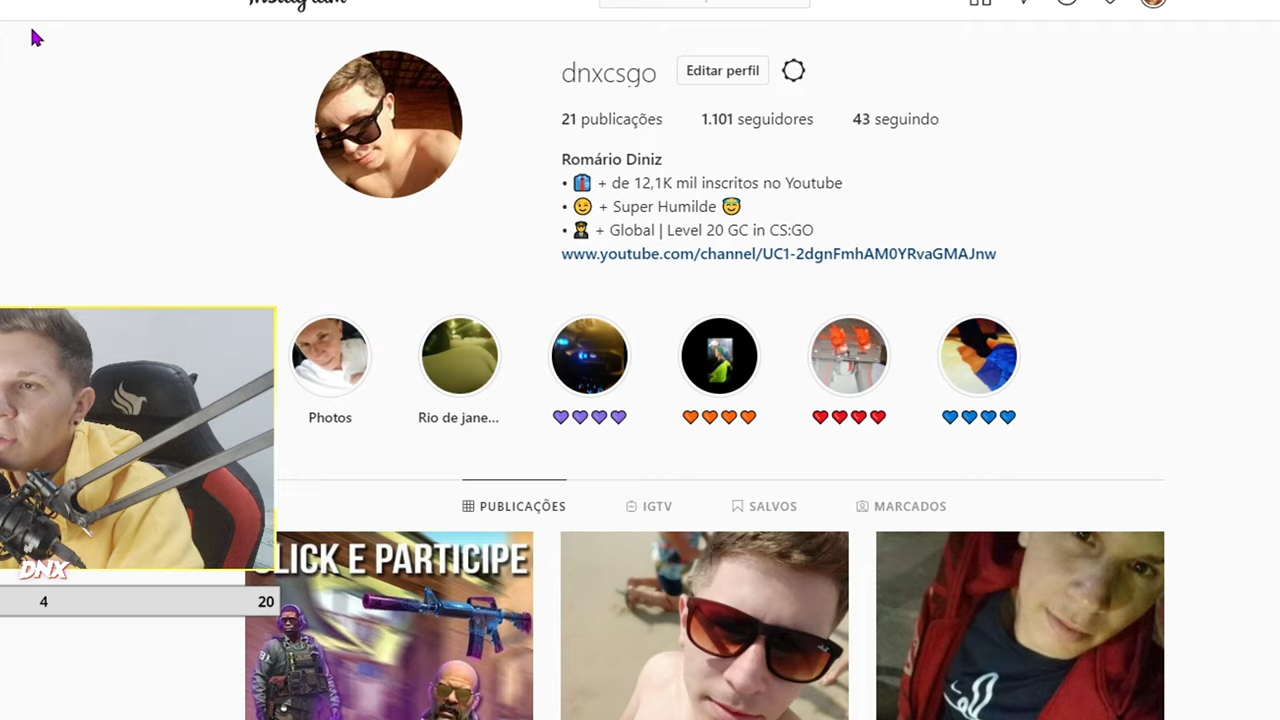 Instagram
dnxcsgo Editar perfil
21 publicações 1.101 seguidores 43 seguindo
Romário Diniz
• 👔 + de 12,1K mil inscritos no Youtube
• 😉 + Super Humilde 😇
• 👨‍✈️ + Global | Level 20 GC in CS:GO
www.youtube.com/channel/UC1-2dgnFmhAM0YRvaGMAJnw
Photos Rio de jane... 💜💜💜💜 🧡🧡🧡🧡 ❤️❤️❤️❤️ 💙💙💙💙
PUBLICAÇÕES IGTV SALVOS MARCADOS
LICK E PARTICIPE
DNX
4 20